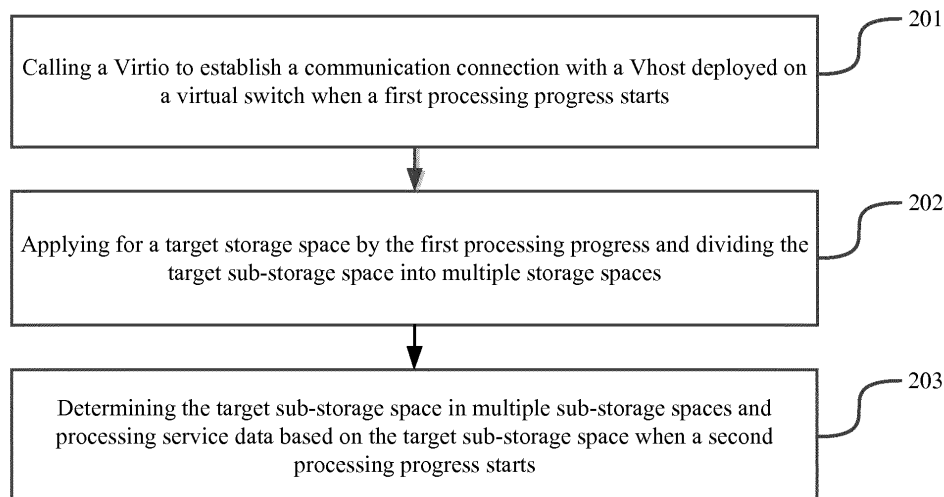 201
Calling a Virtio to establish a communication connection with a Vhost deployed on
a virtual switch when a first processing progress starts
202
Applying for a target storage space by the first processing progress and dividing the
target sub-storage space into multiple storage spaces
203
Determining the target sub-storage space in multiple sub-storage spaces and
processing service data based on the target sub-storage space when a second
processing progress starts